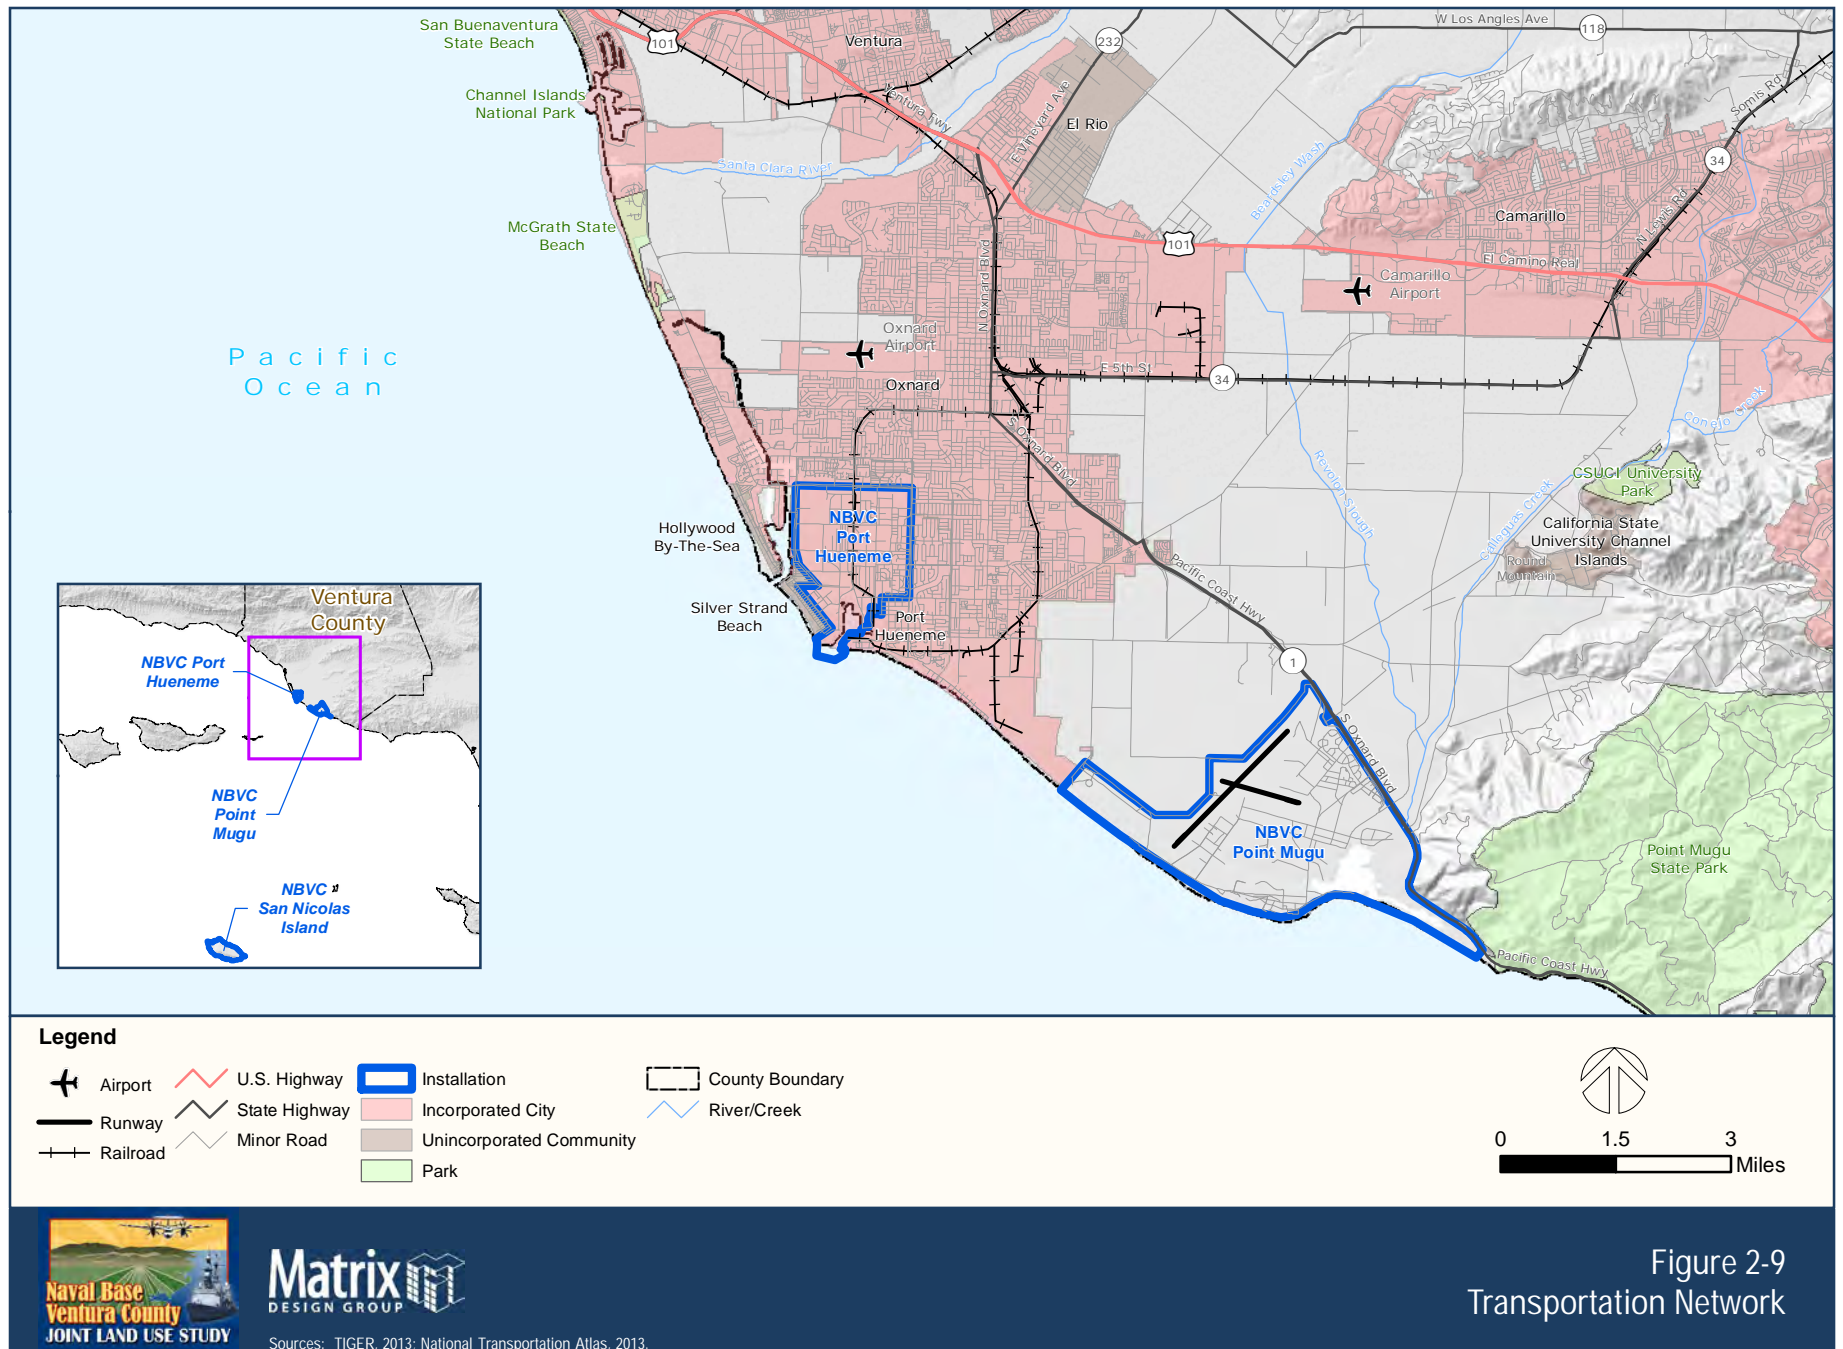 San Buenaventura
State Beach
Channel Islands
National Park
McGrath State
Beach
101
Ventura
Ventura Fwy
232
E Vineyard Ave
El Rio
W Los Angles Ave
118
Somis Rd
34
Santa Clara River
Beardsley Wash
Camarillo
N Lewis Rd
101
El Camino Real
Camarillo
Airport
N Oxnard Blvd
Oxnard
Airport
Oxnard
E 5th St
34
Pacific
Ocean
S Oxnard Blvd
Conejo Creek
CSUCI University
Park
Revolon Slough
Calleguas Creek
California State
University Channel
Islands
Round
Mountain
Hollywood
By-The-Sea
NBVC
Port
Hueneme
Silver Strand
Beach
Port
Hueneme
Pacific Coast Hwy
1
S Oxnard Blvd
NBVC
Point Mugu
Point Mugu
State Park
Pacific Coast Hwy
Ventura
County
NBVC Port
Hueneme
NBVC
Point
Mugu
NBVC
San Nicolas
Island
Legend
Airport
Runway
Railroad
U.S. Highway
State Highway
Minor Road
Installation
Incorporated City
Unincorporated Community
Park
County Boundary
River/Creek
0 1.5 3
Miles
Naval Base
Ventura County
JOINT LAND USE STUDY
Matrix
DESIGN GROUP
Sources: TIGER, 2013; National Transportation Atlas, 2013.
Figure 2-9
Transportation Network